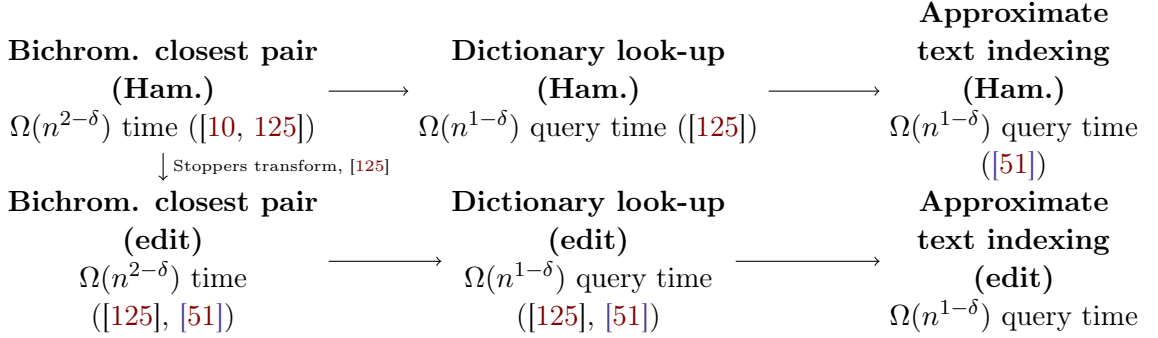 Bichrom. closest pair
(Ham.)
Ω(n^{2−δ}) time ([10, 125])
Dictionary look-up
(Ham.)
Ω(n^{1−δ}) query time ([125])
Approximate
text indexing
(Ham.)
Ω(n^{1−δ}) query time
([51])
Stoppers transform, [125]
Bichrom. closest pair
(edit)
Ω(n^{2−δ}) time
([125], [51])
Dictionary look-up
(edit)
Ω(n^{1−δ}) query time
([125], [51])
Approximate
text indexing
(edit)
Ω(n^{1−δ}) query time